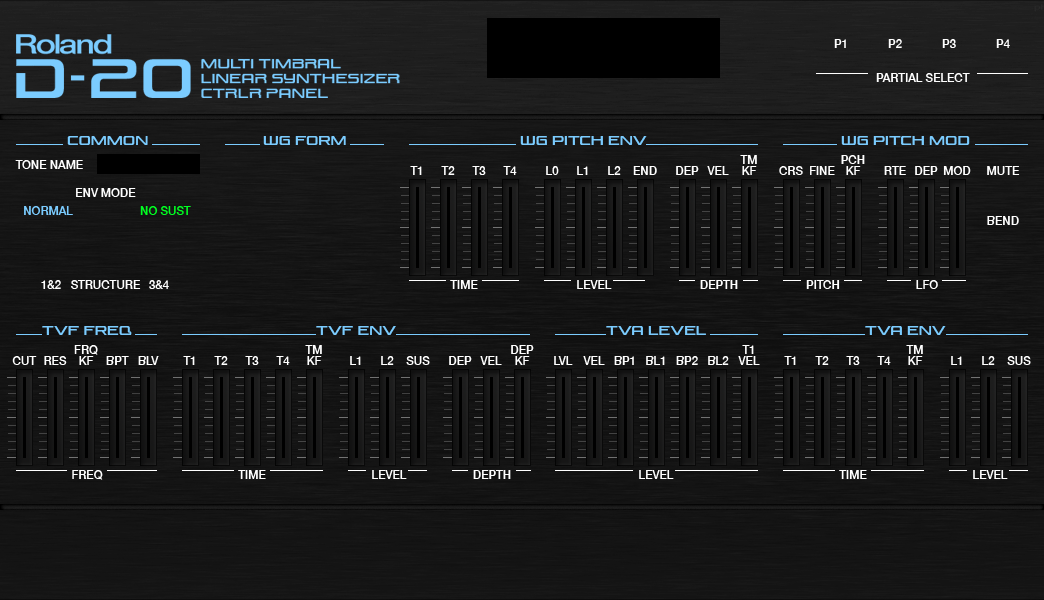 Roland
D-20 MULTI TIMBRAL
LINEAR SYNTHESIZER
CTRLR PANEL
P1 P2 P3 P4
PARTIAL SELECT
COMMON WG FORM WG PITCH ENV WG PITCH MOD
TONE NAME
ENV MODE
NORMAL NO SUST
1&2 STRUCTURE 3&4
T1 T2 T3 T4 L0 L1 L2 END DEP VEL TM KF
CRS FINE PCH KF RTE DEP MOD MUTE
BEND
TIME LEVEL DEPTH PITCH LFO
TVF FREQ TVF ENV TVA LEVEL TVA ENV
CUT RES FRQ KF BPT BLV
T1 T2 T3 T4 TM KF L1 L2 SUS DEP VEL DEP KF
LVL VEL BP1 BL1 BP2 BL2 T1 VEL
T1 T2 T3 T4 TM KF L1 L2 SUS
FREQ TIME LEVEL DEPTH LEVEL TIME LEVEL